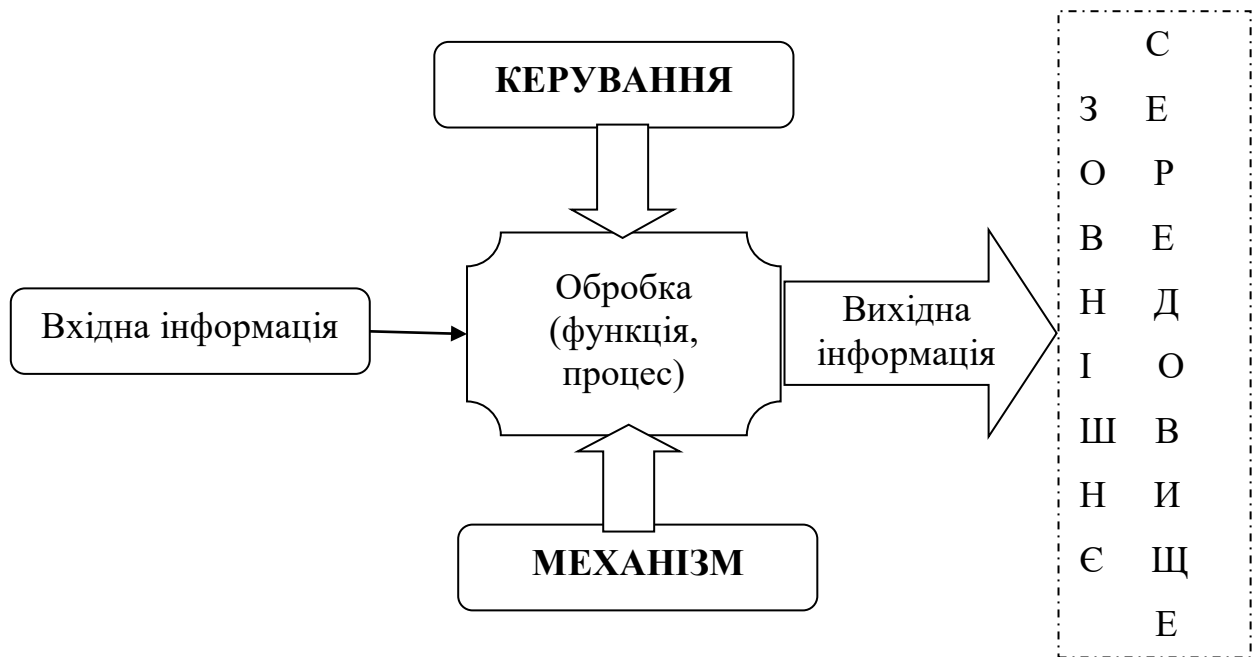 КЕРУВАННЯ
Вхідна інформація
Обробка
(функція,
процес)
Вихідна
інформація
МЕХАНІЗМ
С
З Е
О Р
В Е
Н Д
І О
Ш В
Н И
Є Щ
Е